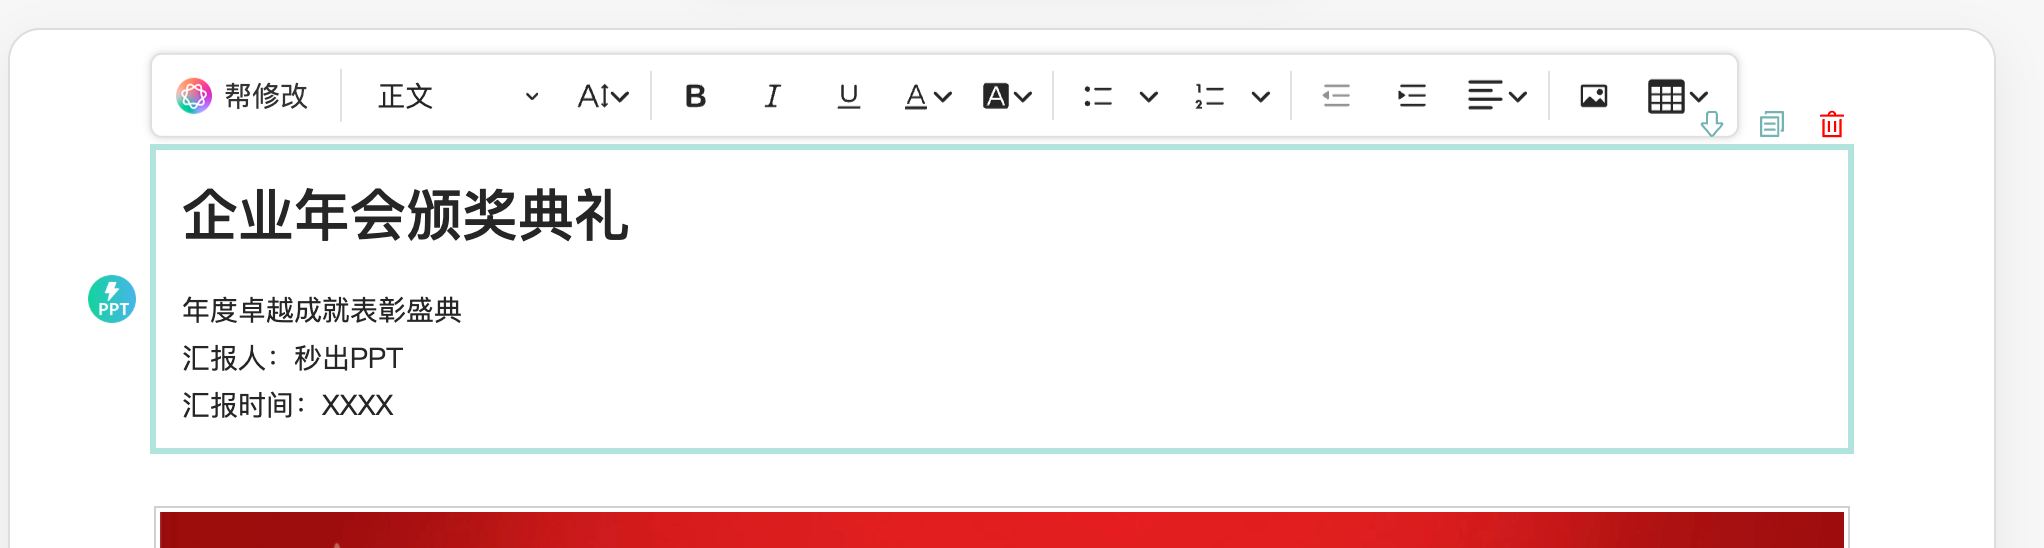 帮修改 正文 A B I U A A
企业年会颁奖典礼
年度卓越成就表彰盛典
PPT
汇报人：秒出PPT
汇报时间：XXXX